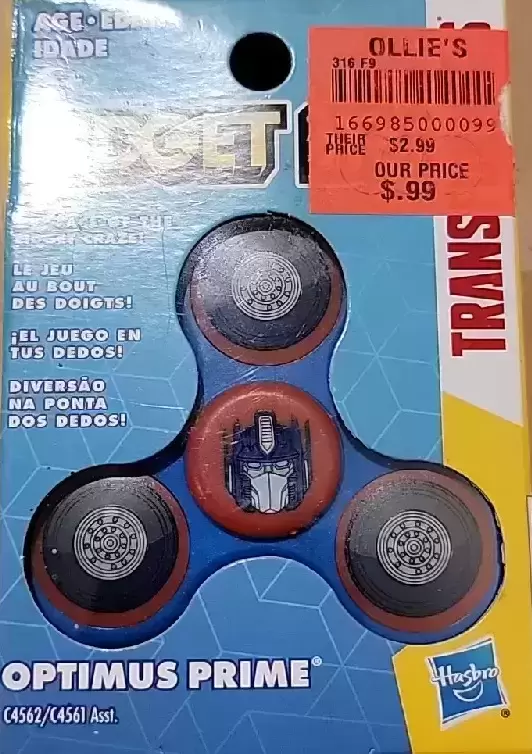 AGE • EDAD
IDADE
OLLIE'S
316 F9
166985000099
THEIR
PRICE $2.99
OUR PRICE
$.99
DGET
TRANS
LE JEU
AU BOUT
DES DOIGTS!
¡EL JUEGO EN
TUS DEDOS!
DIVERSÃO
NA PONTA
DOS DEDOS!
OPTIMUS PRIME®
C4562/C4561 Asst.
Hasbro
®